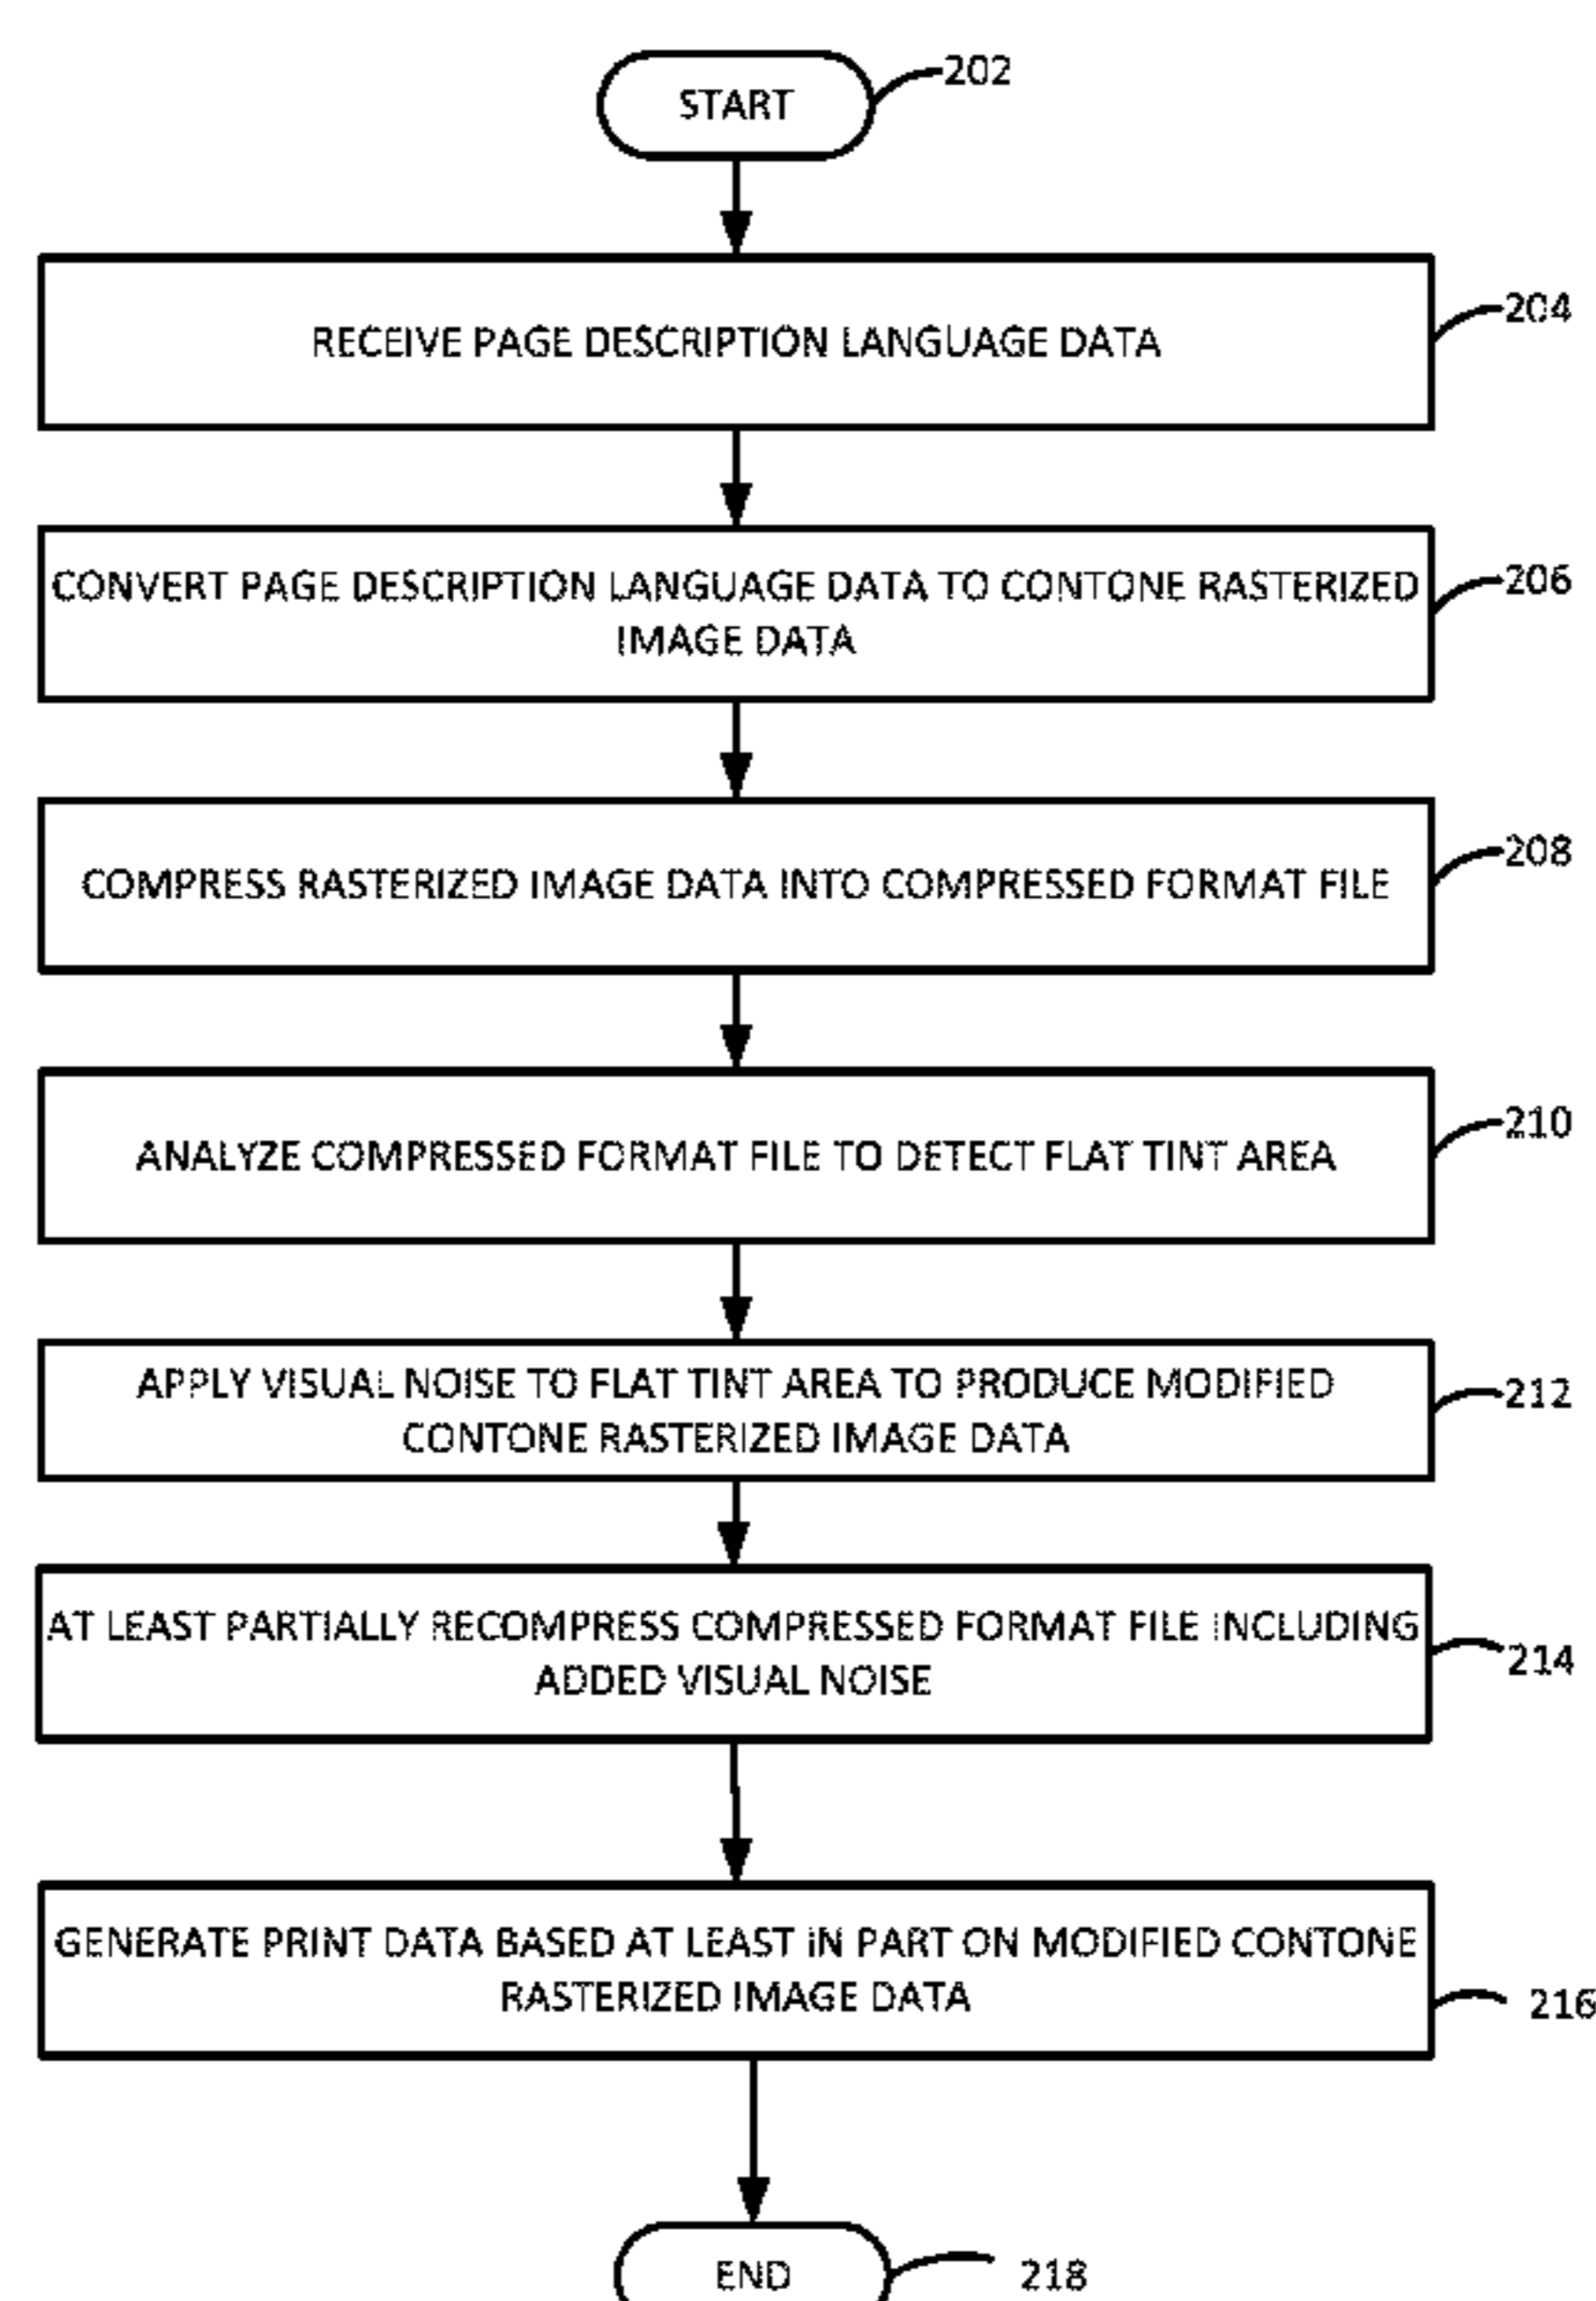 START
202
RECEIVE PAGE DESCRIPTION LANGUAGE DATA
204
CONVERT PAGE DESCRIPTION LANGUAGE DATA TO CONTONE RASTERIZED
IMAGE DATA
206
COMPRESS RASTERIZED IMAGE DATA INTO COMPRESSED FORMAT FILE
208
ANALYZE COMPRESSED FORMAT FILE TO DETECT FLAT TINT AREA
210
APPLY VISUAL NOISE TO FLAT TINT AREA TO PRODUCE MODIFIED
CONTONE RASTERIZED IMAGE DATA
212
AT LEAST PARTIALLY RECOMPRESS COMPRESSED FORMAT FILE INCLUDING
ADDED VISUAL NOISE
214
GENERATE PRINT DATA BASED AT LEAST IN PART ON MODIFIED CONTONE
RASTERIZED IMAGE DATA
216
END
218